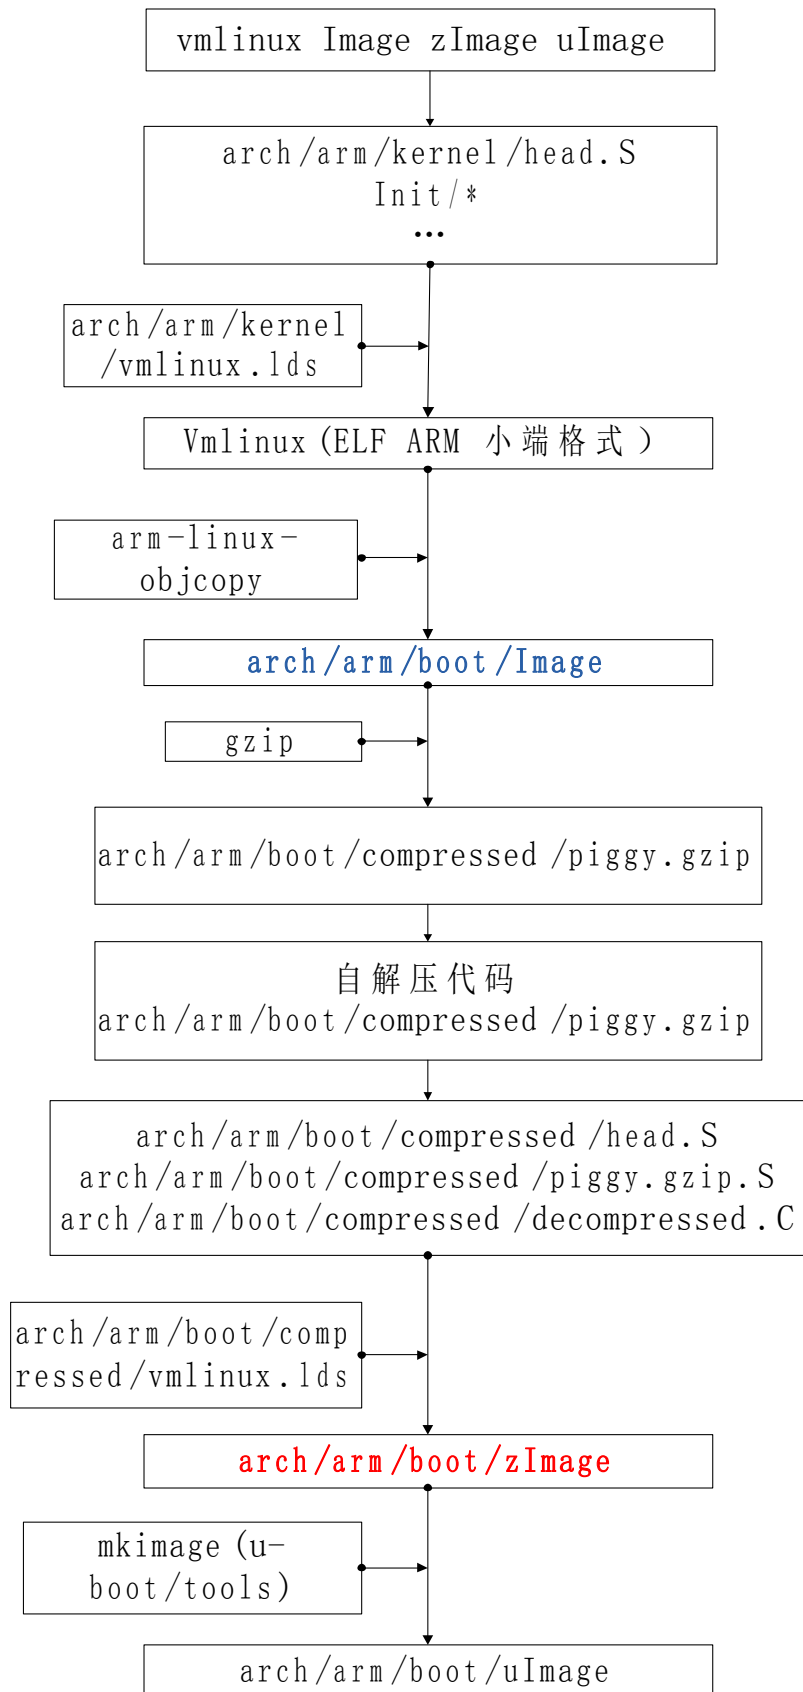 vmlinux Image zImage uImage
arch/arm/kernel/head.S
Init/*
...
arch/arm/kernel
/vmlinux.lds
Vmlinux(ELF ARM 小端格式)
arm-linux-
objcopy
arch/arm/boot/Image
gzip
arch/arm/boot/compressed/piggy.gzip
自解压代码
arch/arm/boot/compressed/piggy.gzip
arch/arm/boot/compressed/head.S
arch/arm/boot/compressed/piggy.gzip.S
arch/arm/boot/compressed/decompressed.C
arch/arm/boot/comp
ressed/vmlinux.lds
arch/arm/boot/zImage
mkimage(u-
boot/tools)
arch/arm/boot/uImage